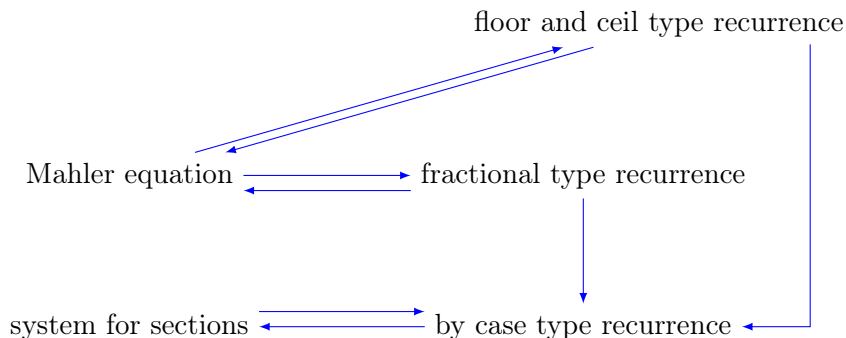 floor and ceil type recurrence
Mahler equation
fractional type recurrence
system for sections
by case type recurrence